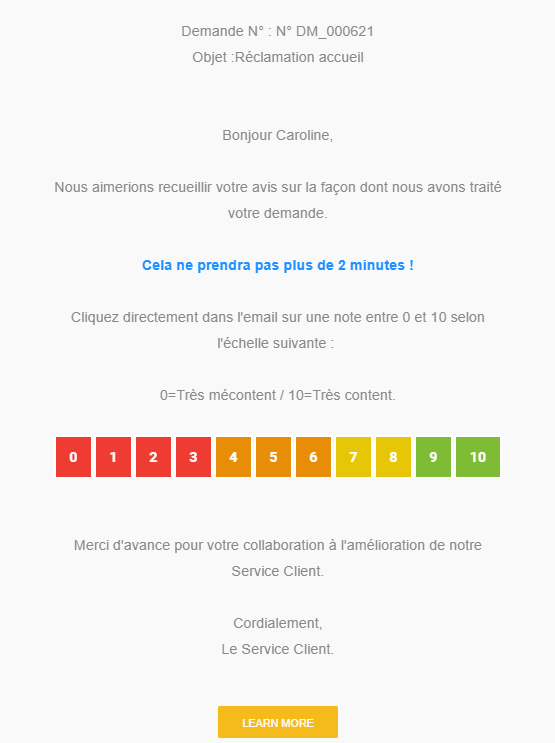 Demande N° : N° DM_000621
Objet :Réclamation accueil
Bonjour Caroline,
Nous aimerions recueillir votre avis sur la façon dont nous avons traité
votre demande.
Cela ne prendra pas plus de 2 minutes !
Cliquez directement dans l'email sur une note entre 0 et 10 selon
l'échelle suivante :
0=Très mécontent / 10=Très content.
0 1 2 3 4 5 6 7 8 9 10
Merci d'avance pour votre collaboration à l'amélioration de notre
Service Client.
Cordialement,
Le Service Client.
LEARN MORE